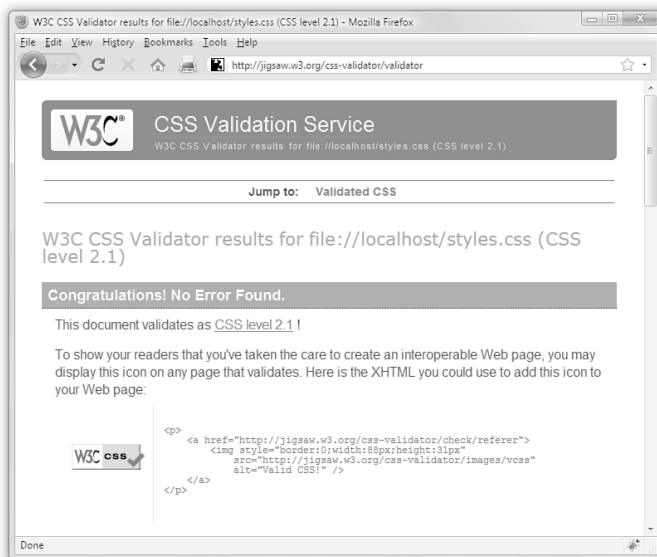 W3C CSS Validator results for file://localhost/styles.css (CSS level 2.1) - Mozilla Firefox
File Edit View History Bookmarks Tools Help
http://jigsaw.w3.org/css-validator/validator
W3C® CSS Validation Service
W3C CSS Validator results for file://localhost/styles.css (CSS level 2.1)
Jump to: Validated CSS
W3C CSS Validator results for file://localhost/styles.css (CSS
level 2.1)
Congratulations! No Error Found.
This document validates as CSS level 2.1 !
To show your readers that you've taken the care to create an interoperable Web page, you may
display this icon on any page that validates. Here is the XHTML you could use to add this icon to
your Web page:
W3C css
<p>
<a href="http://jigsaw.w3.org/css-validator/check/referer">
<img style="border:0;width:88px;height:31px"
src="http://jigsaw.w3.org/css-validator/images/vcss"
alt="Valid CSS!" />
</a>
</p>
Done